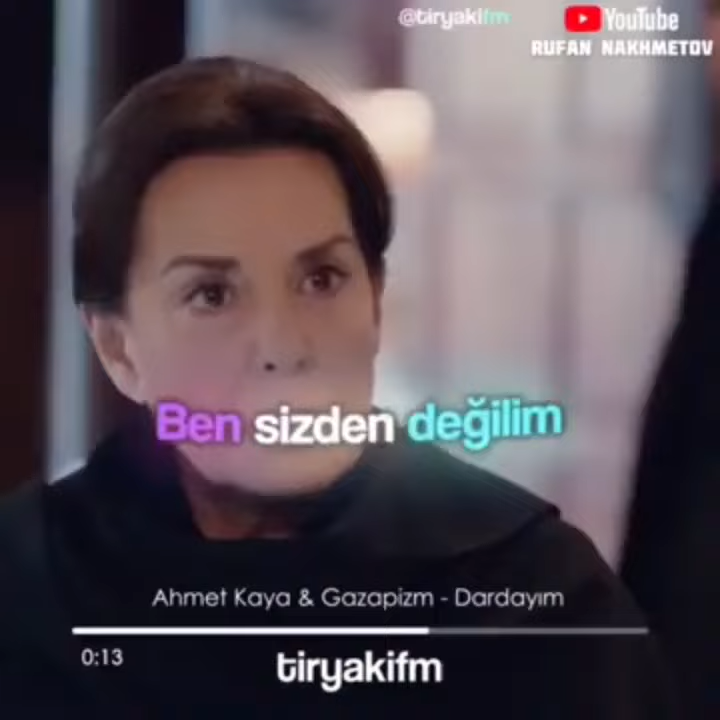 @tiryakifm
YouTube
RUFAN NAKHMETOV
Ben sizden değilim
Ahmet Kaya & Gazapizm - Dardayım
0:13
tiryakifm